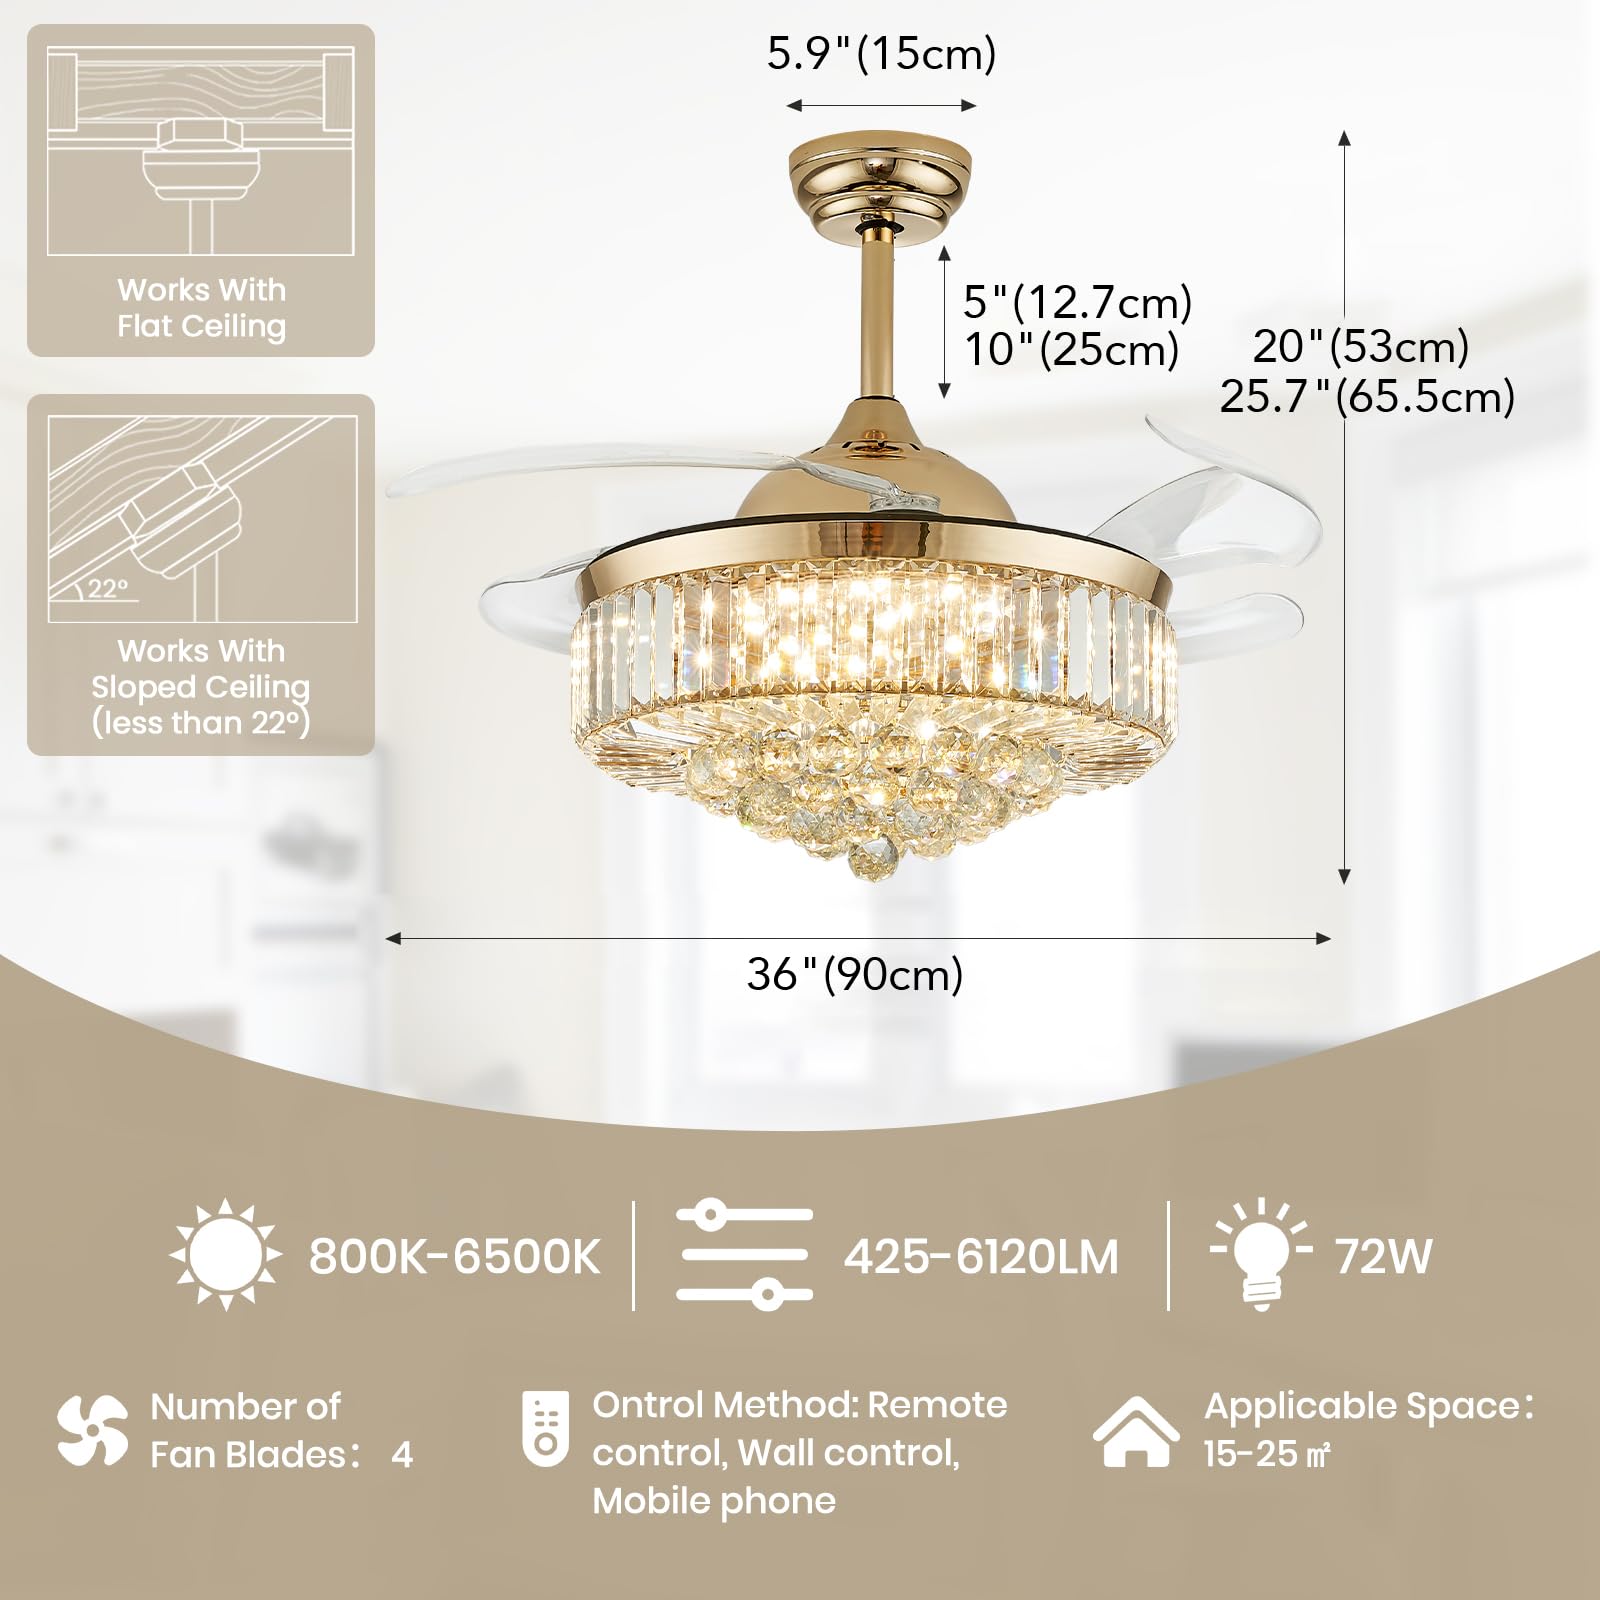 5.9"(15cm)
Works With
Flat Ceiling
5"(12.7cm)
10"(25cm)
20"(53cm)
25.7"(65.5cm)
22°
Works With
Sloped Ceiling
(less than 22°)
36"(90cm)
800K-6500K
425-6120LM
72W
Number of
Fan Blades： 4
Ontrol Method: Remote
control, Wall control,
Mobile phone
Applicable Space：
15-25㎡